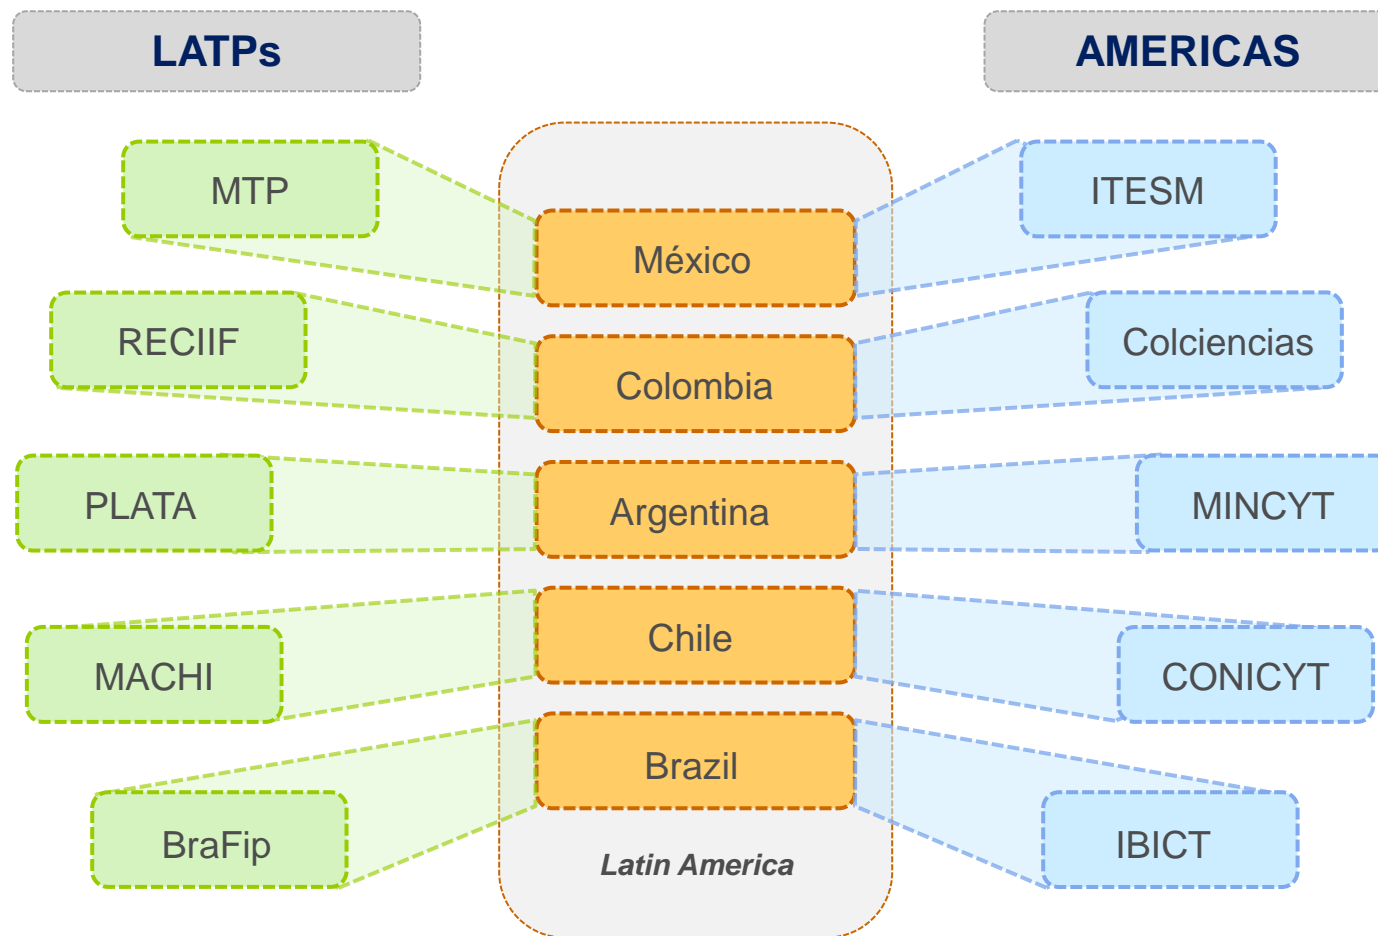 LATPs
AMERICAS
MTP
México
ITESM
RECIIF
Colombia
Colciencias
PLATA
Argentina
MINCYT
MACHI
Chile
CONICYT
BraFip
Brazil
IBICT
Latin America